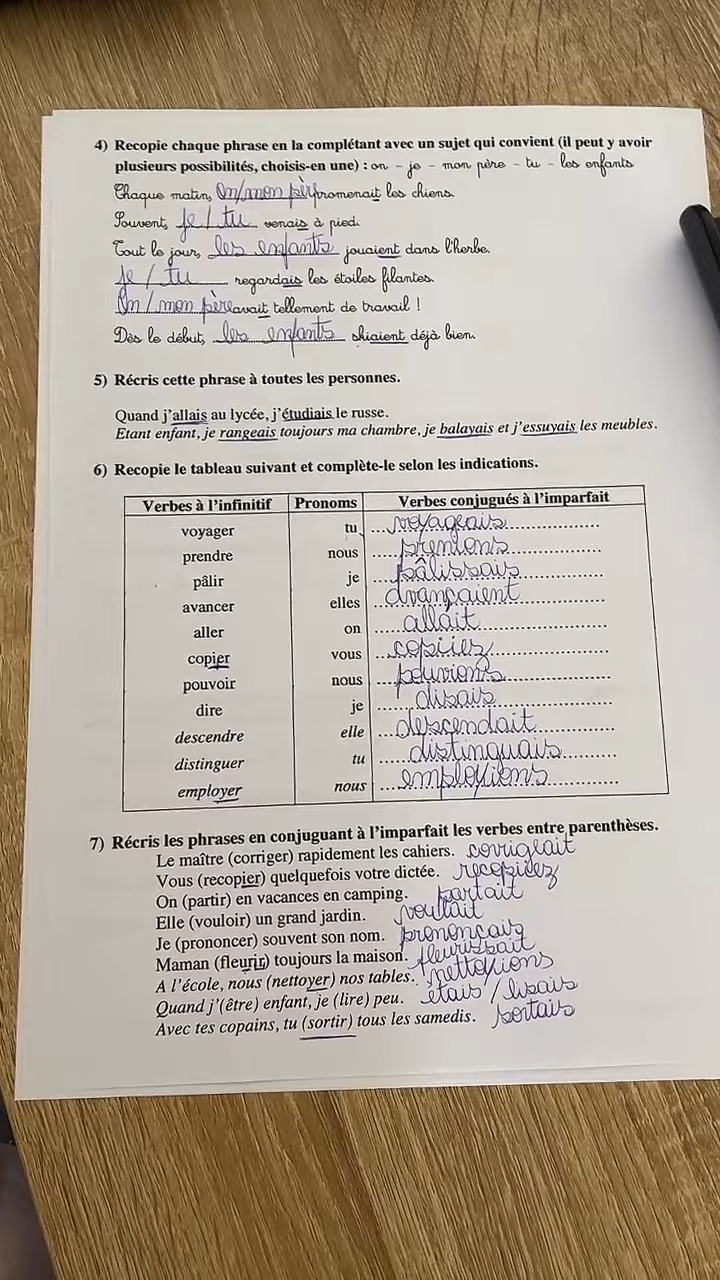 4) Recopie chaque phrase en la complétant avec un sujet qui convient (il peut y avoir
plusieurs possibilités, choisis-en une) : on - je - mon père - tu - les enfants
Chaque matin, On/mon père promenait les chiens.
Souvent, je / tu venais à pied.
Tout le jour, les enfants jouaient dans l'herbe.
je / tu regardais les étoiles filantes.
On / mon père avait tellement de travail !
Dès le début, les enfants skiaient déjà bien.
5) Récris cette phrase à toutes les personnes.
Quand j'allais au lycée, j'étudiais le russe.
Etant enfant, je rangeais toujours ma chambre, je balayais et j'essuyais les meubles.
6) Recopie le tableau suivant et complète-le selon les indications.
Verbes à l'infinitif Pronoms Verbes conjugués à l'imparfait
voyager tu voyageais
prendre nous prenions
pâlir je pâlissais
avancer elles avançaient
aller on allait
copier vous copiiez
pouvoir nous pouvions
dire je disais
descendre elle descendait
distinguer tu distinguais
employer nous employions
7) Récris les phrases en conjuguant à l'imparfait les verbes entre parenthèses.
Le maître (corriger) rapidement les cahiers. corrigeait
Vous (recopier) quelquefois votre dictée. recopiiez
On (partir) en vacances en camping. partait
Elle (vouloir) un grand jardin. voulait
Je (prononcer) souvent son nom. prononçais
Maman (fleurir) toujours la maison. fleurissait
A l'école, nous (nettoyer) nos tables. nettoyions
Quand j'(être) enfant, je (lire) peu. étais / lisais
Avec tes copains, tu (sortir) tous les samedis. sortais